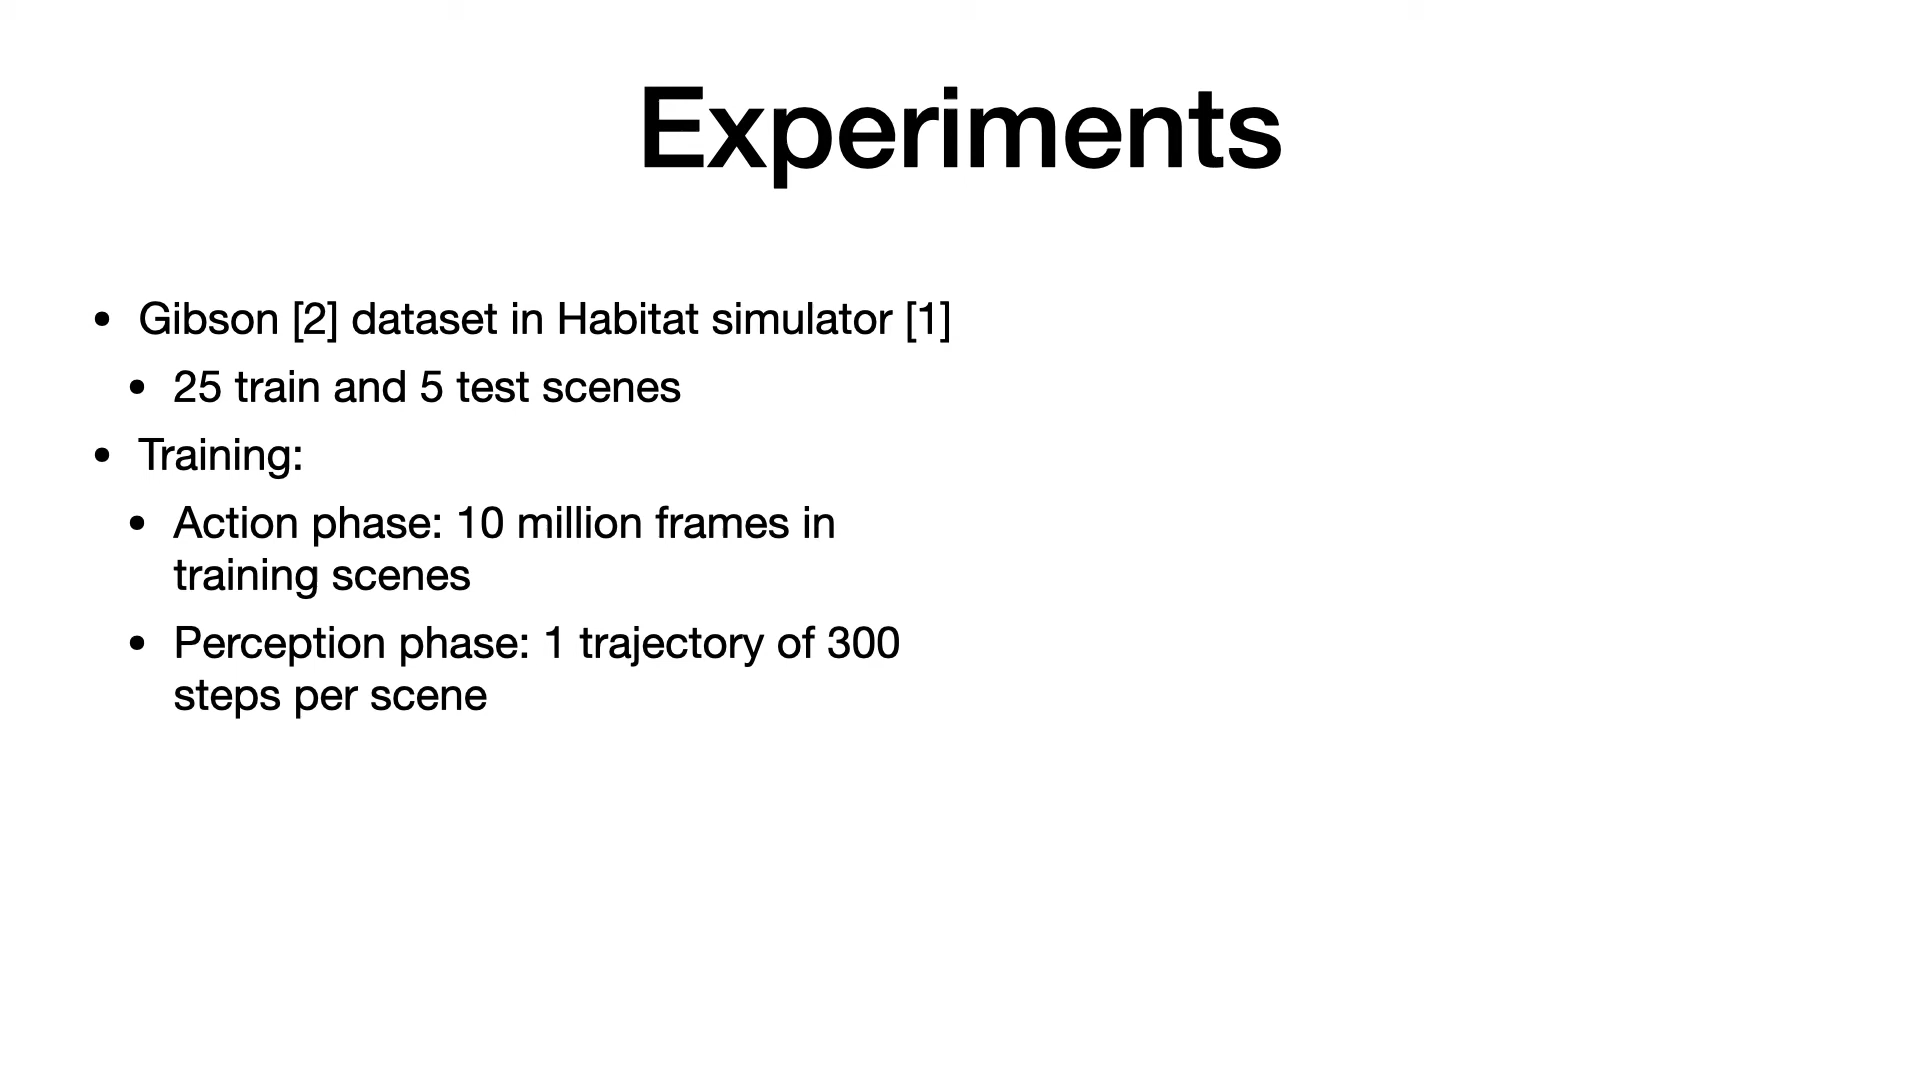 Experiments
• Gibson [2] dataset in Habitat simulator [1]
• 25 train and 5 test scenes
• Training:
• Action phase: 10 million frames in
training scenes
• Perception phase: 1 trajectory of 300
steps per scene